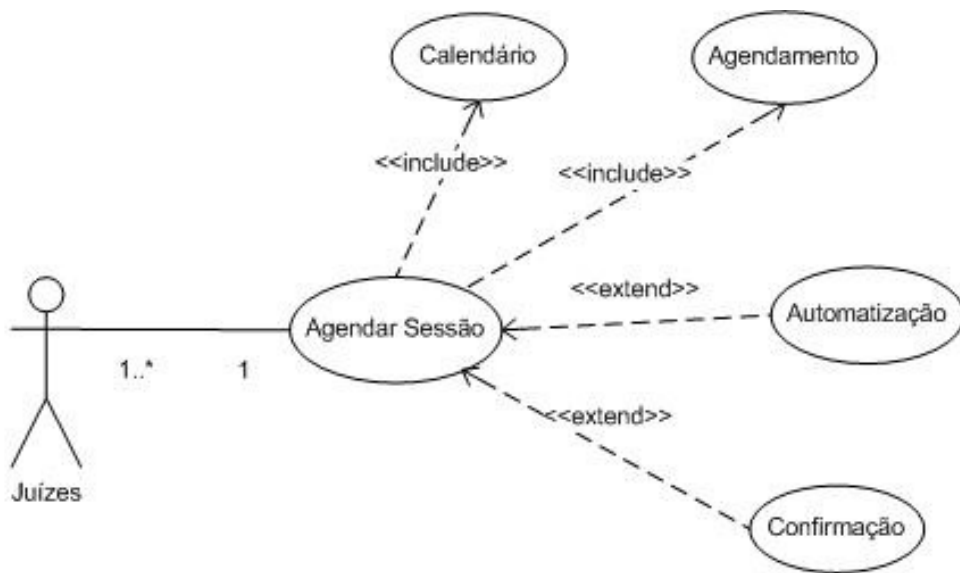 Calendário
Agendamento
<<include>>
<<include>>
<<extend>>
Automatização
Agendar Sessão
1..*
1
<<extend>>
Juízes
Confirmação